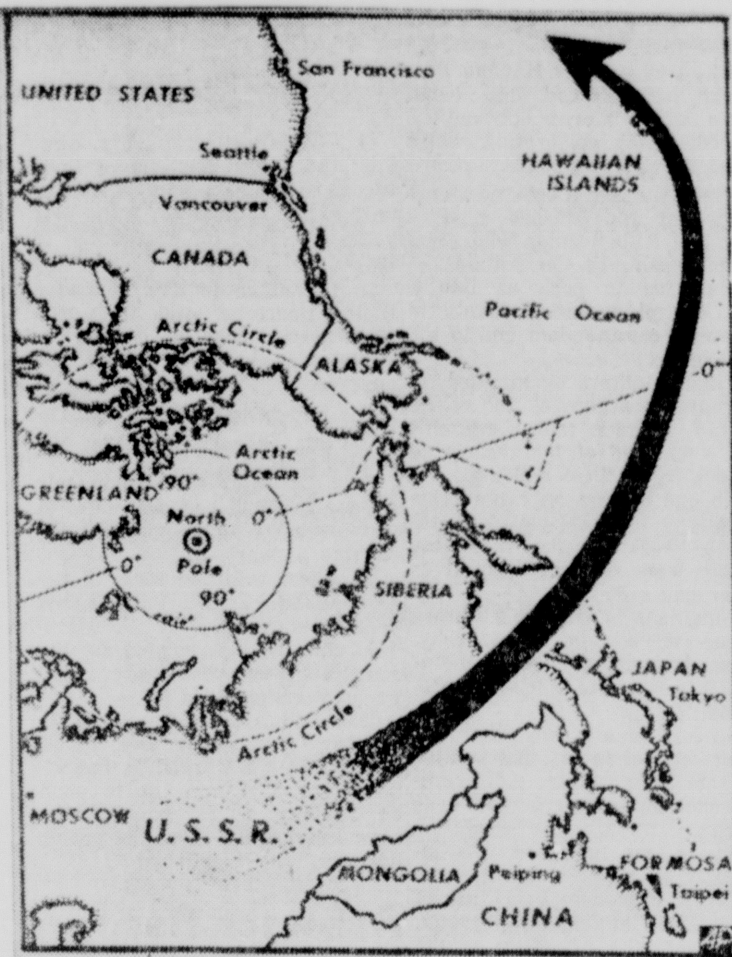 San Francisco
UNITED STATES
Seattle
HAWAIIAN
ISLANDS
Vancouver
CANADA
Pacific Ocean
Arctic Circle
ALASKA
0°
Arctic
Ocean
GREENLAND
90°
North
0°
Pole
0°
90°
SIBERIA
JAPAN
Tokyo
Arctic Circle
MOSCOW
U. S. S. R.
MONGOLIA
Peiping
FORMOSA
Taipei
CHINA